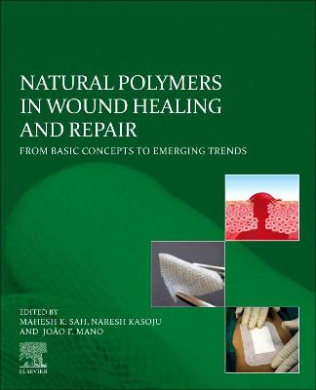 NATURAL POLYMERS
IN WOUND HEALING
AND REPAIR
FROM BASIC CONCEPTS TO EMERGING TRENDS
EDITED BY
MAHESH K. SAH, NARESH KASOJU
AND JOÃO F. MANO
ELSEVIER